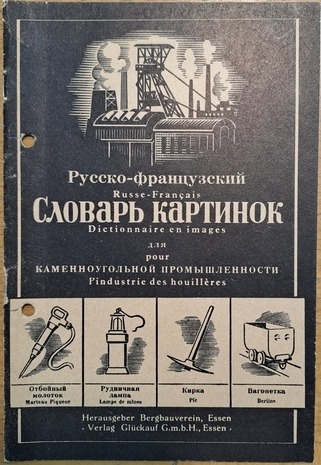 Русско-французский
Russe-Français
Словарь картинок
Dictionnaire en images
для
pour
КАМЕННОУГОЛЬНОЙ ПРОМЫШЛЕННОСТИ
l'industrie des houillères
Отбойный молоток
Marteau Piqueur
Рудничная лампа
Lampe de mines
Кирка
Pic
Вагонетка
Berline
Herausgeber Bergbauverein, Essen
· Verlag Glückauf G.m.b.H., Essen ·